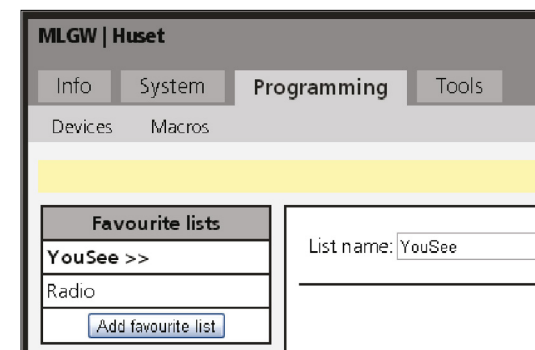 MLGW | Huset
Info System Programming Tools
Devices Macros
Favourite lists
YouSee >>
Radio
Add favourite list
List name: YouSee